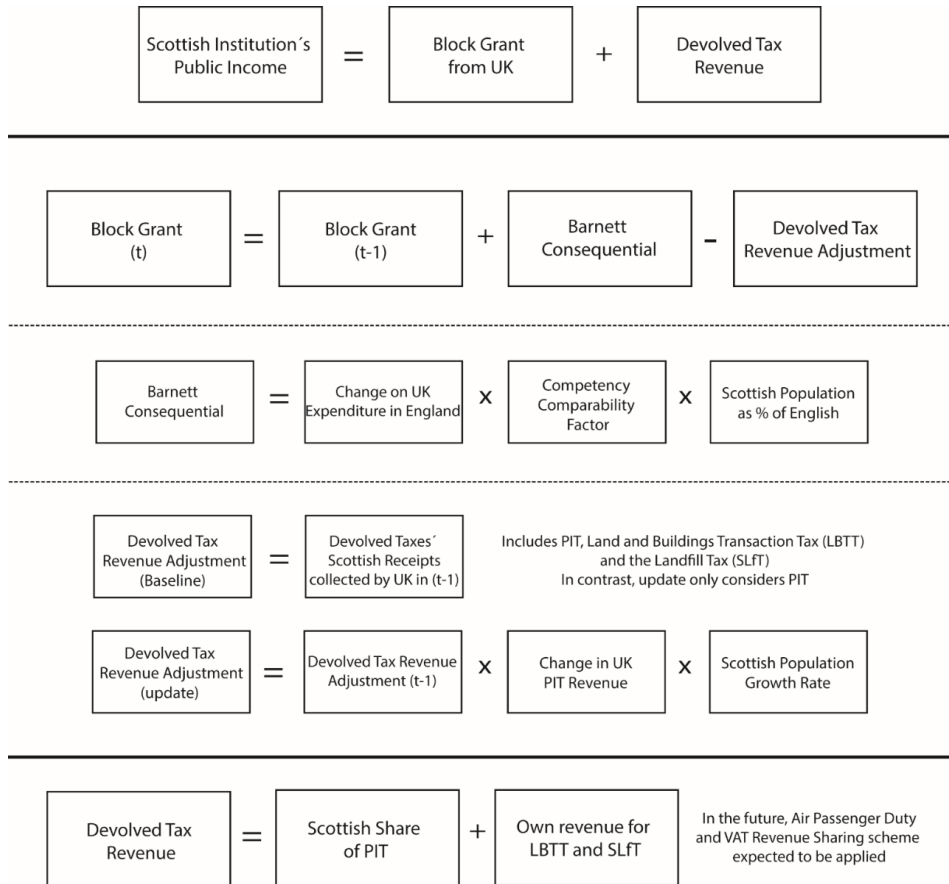 Scottish Institution´s
Public Income
=
Block Grant
from UK
+
Devolved Tax
Revenue
Block Grant
(t)
=
Block Grant
(t-1)
+
Barnett
Consequential
-
Devolved Tax
Revenue Adjustment
Barnett
Consequential
=
Change on UK
Expenditure in England
x
Competency
Comparability
Factor
x
Scottish Population
as % of English
Devolved Tax
Revenue Adjustment
(Baseline)
=
Devolved Taxes´
Scottish Receipts
collected by UK in (t-1)
Includes PIT, Land and Buildings Transaction Tax (LBTT)
and the Landfill Tax (SLfT)
In contrast, update only considers PIT
Devolved Tax
Revenue Adjustment
(update)
=
Devolved Tax Revenue
Adjustment (t-1)
x
Change in UK
PIT Revenue
x
Scottish Population
Growth Rate
Devolved Tax
Revenue
=
Scottish Share
of PIT
+
Own revenue for
LBTT and SLfT
In the future, Air Passenger Duty
and VAT Revenue Sharing scheme
expected to be applied